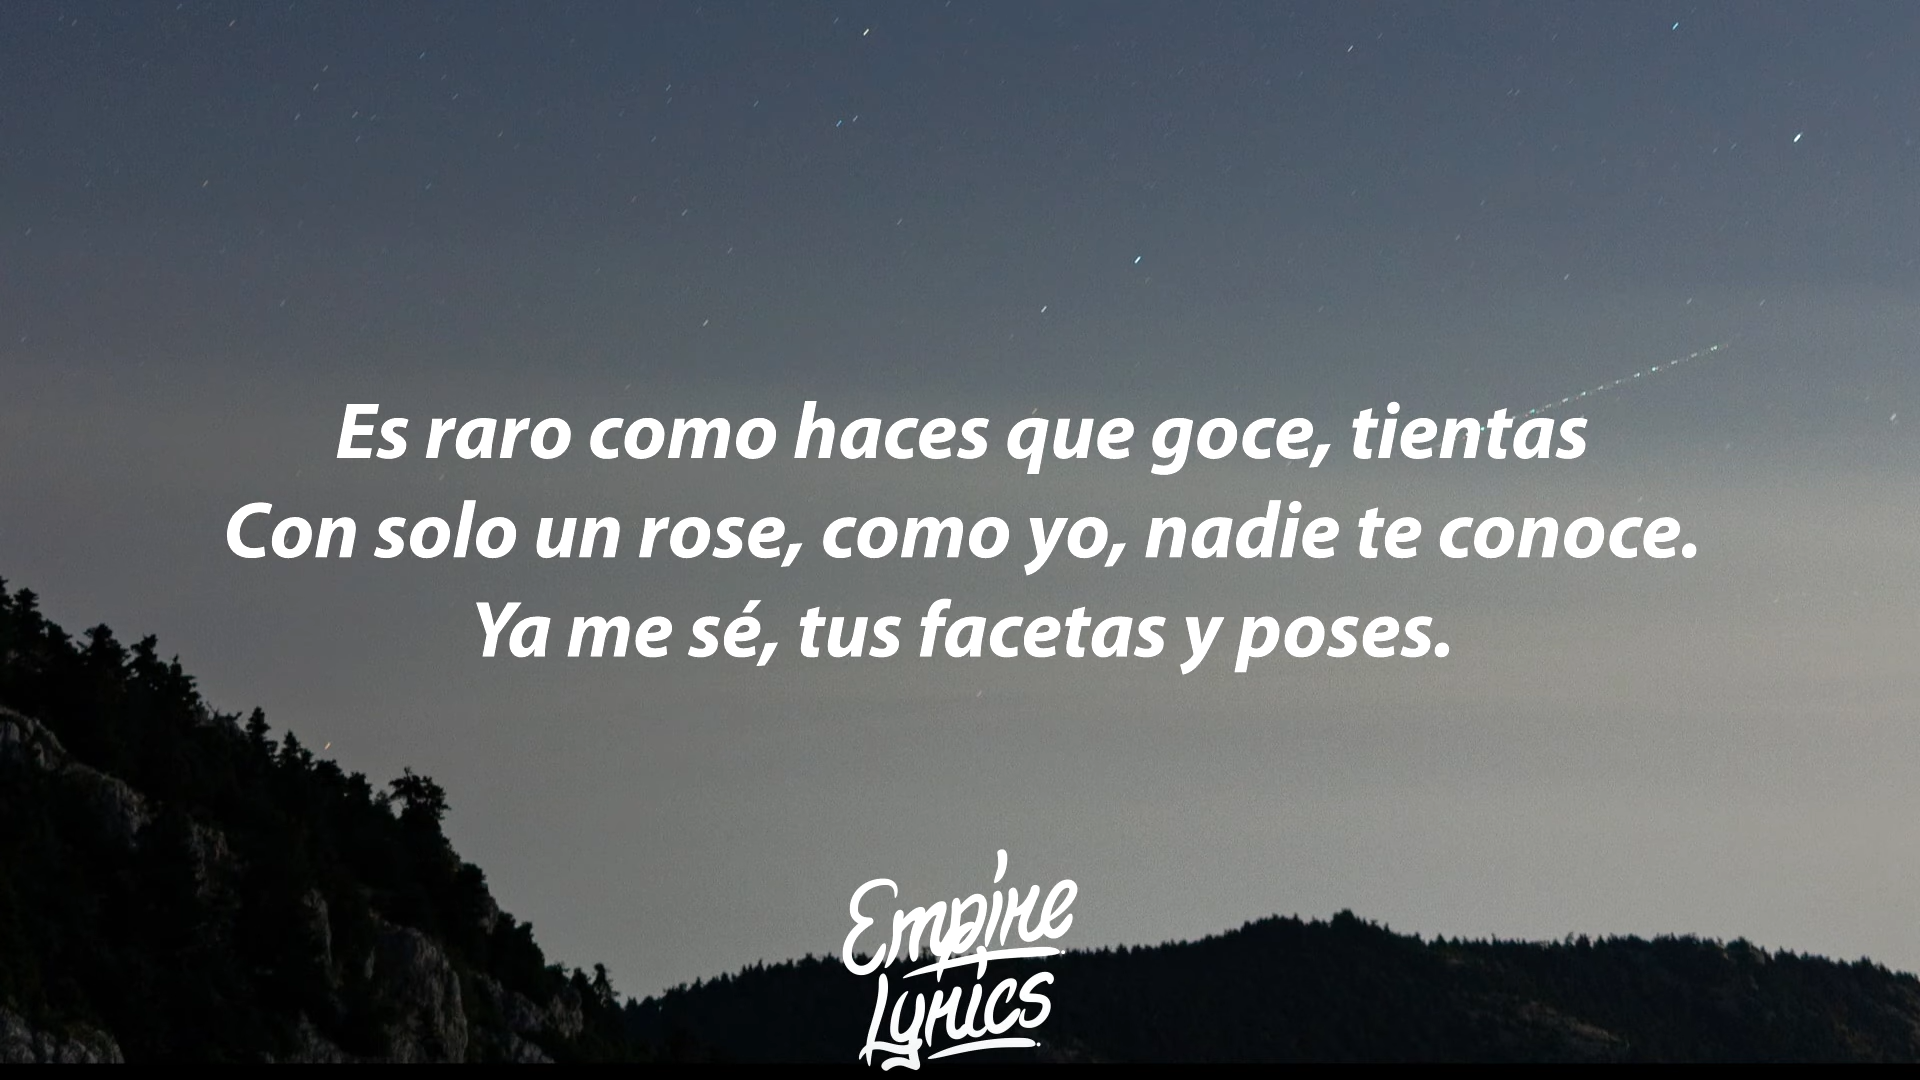 Es raro como haces que goce, tientas
Con solo un rose, como yo, nadie te conoce.
Ya me sé, tus facetas y poses.
Empire
Lyrics